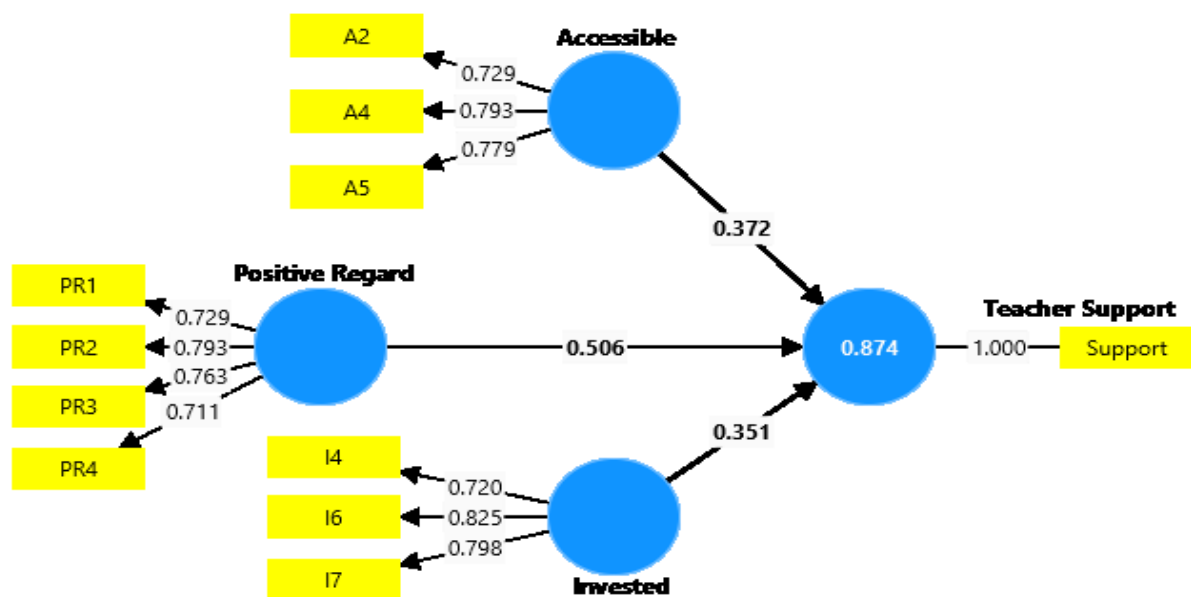 Accessible
A2
0.729
A4
0.793
A5
0.779
0.372
Positive Regard
PR1
0.729
PR2
0.793
PR3
0.763
PR4
0.711
0.506
0.874
Teacher Support
1.000
Support
0.351
I4
0.720
I6
0.825
I7
0.798
Invested